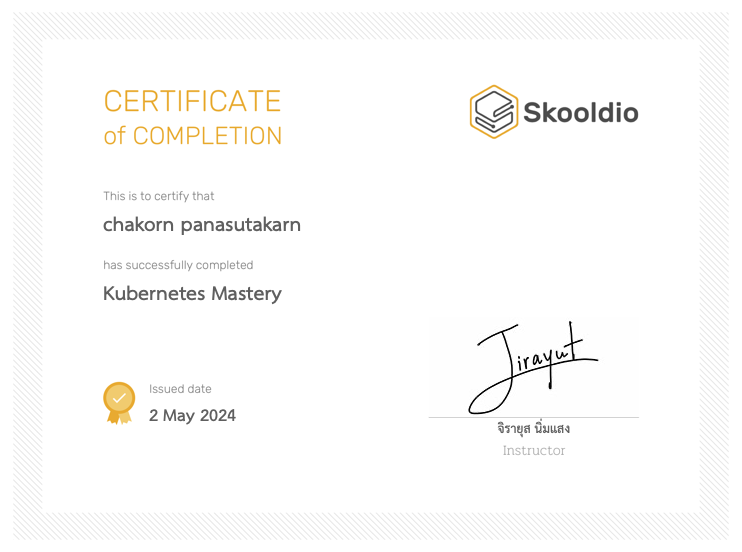 CERTIFICATE
of COMPLETION
Skooldio
This is to certify that
chakorn panasutakarn
has successfully completed
Kubernetes Mastery
Jirayut
Issued date
2 May 2024
จิรายุส นิ่มแสง
Instructor